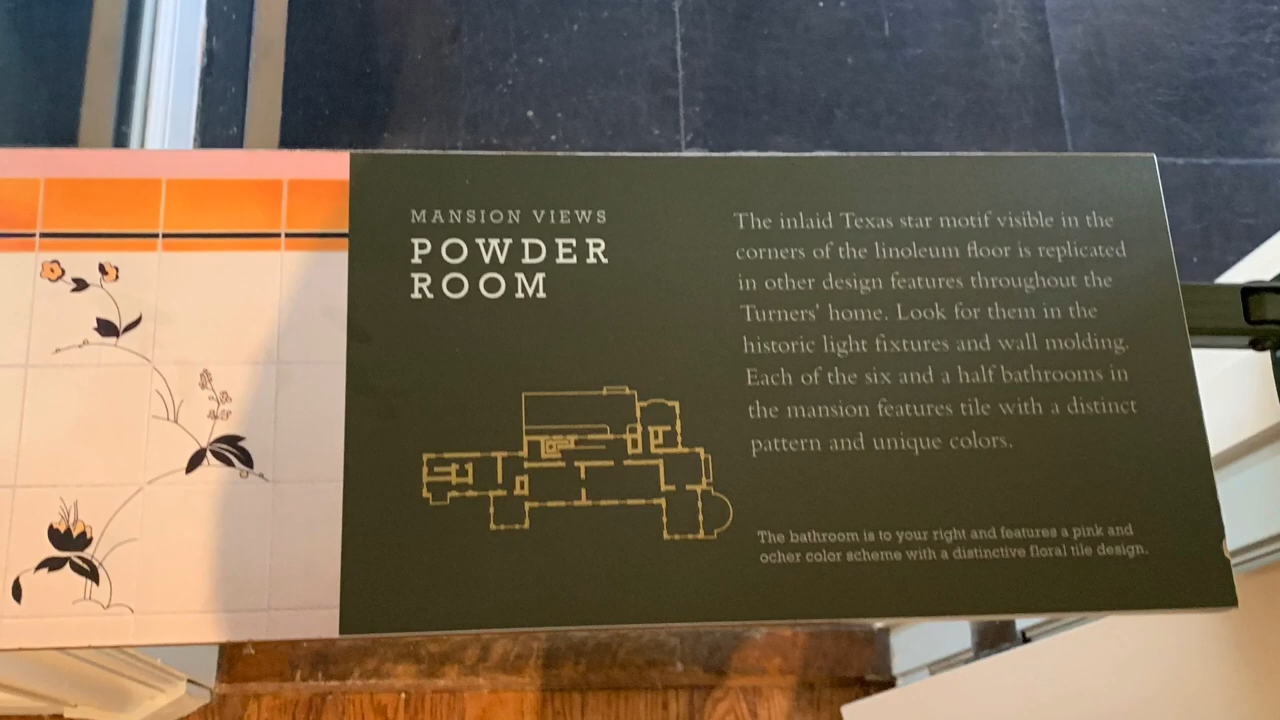 MANSION VIEWS
POWDER
ROOM
The inlaid Texas star motif visible in the
corners of the linoleum floor is replicated
in other design features throughout the
Turners' home. Look for them in the
historic light fixtures and wall molding.
Each of the six and a half bathrooms in
the mansion features tile with a distinct
pattern and unique colors.
The bathroom is to your right and features a pink and
ocher color scheme with a distinctive floral tile design.